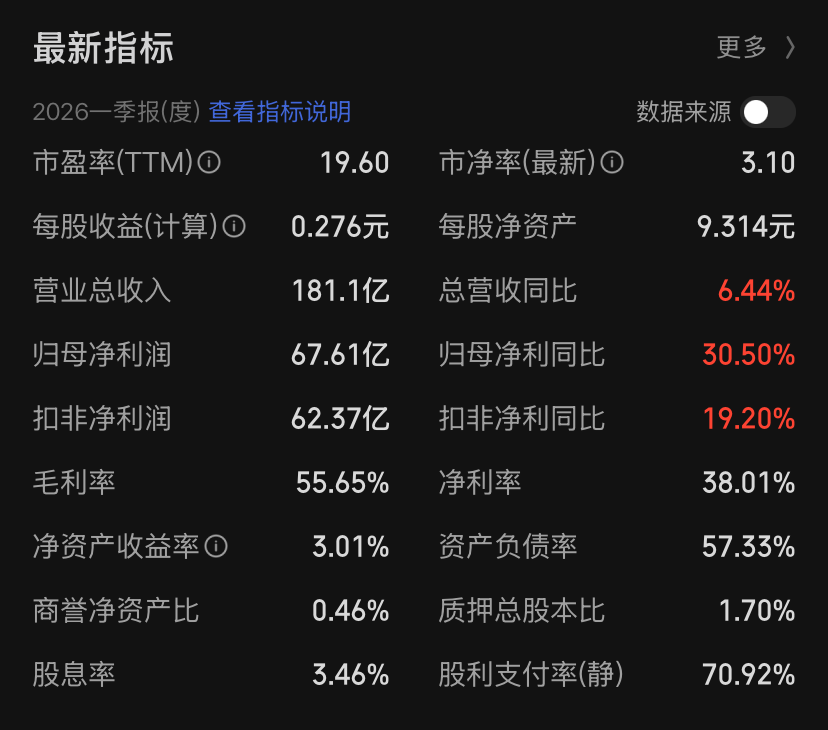 最新指标 更多
2026一季报(度) 查看指标说明 数据来源
市盈率(TTM) 19.60 市净率(最新) 3.10
每股收益(计算) 0.276元 每股净资产 9.314元
营业总收入 181.1亿 总营收同比 6.44%
归母净利润 67.61亿 归母净利同比 30.50%
扣非净利润 62.37亿 扣非净利同比 19.20%
毛利率 55.65% 净利率 38.01%
净资产收益率 3.01% 资产负债率 57.33%
商誉净资产比 0.46% 质押总股本比 1.70%
股息率 3.46% 股利支付率(静) 70.92%